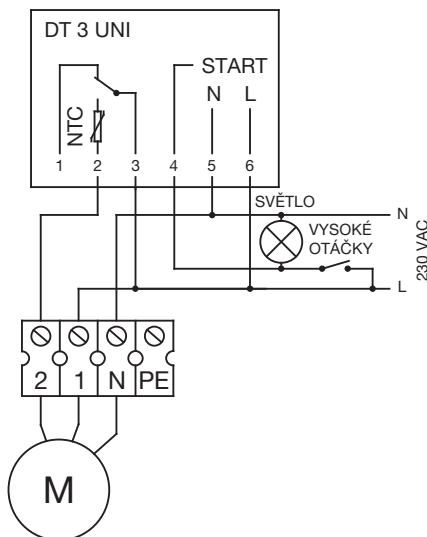 DT 3 UNI
START
N L
NTC
1 2 3 4 5 6
SVĚTLO
N
VYSOKÉ
OTÁČKY
230 VAC
L
2 1 N PE
M